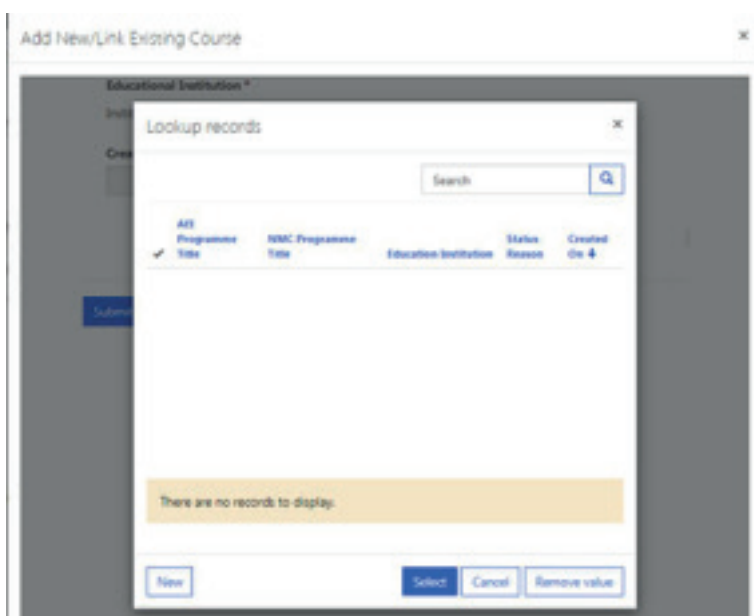 Add New/Link Existing Course
Educational Institution *
Lookup records
Search
AEI Programme Title
NMC Programme Title
Education Institution
Status Reason
Created On
There are no records to display.
New
Select
Cancel
Remove value